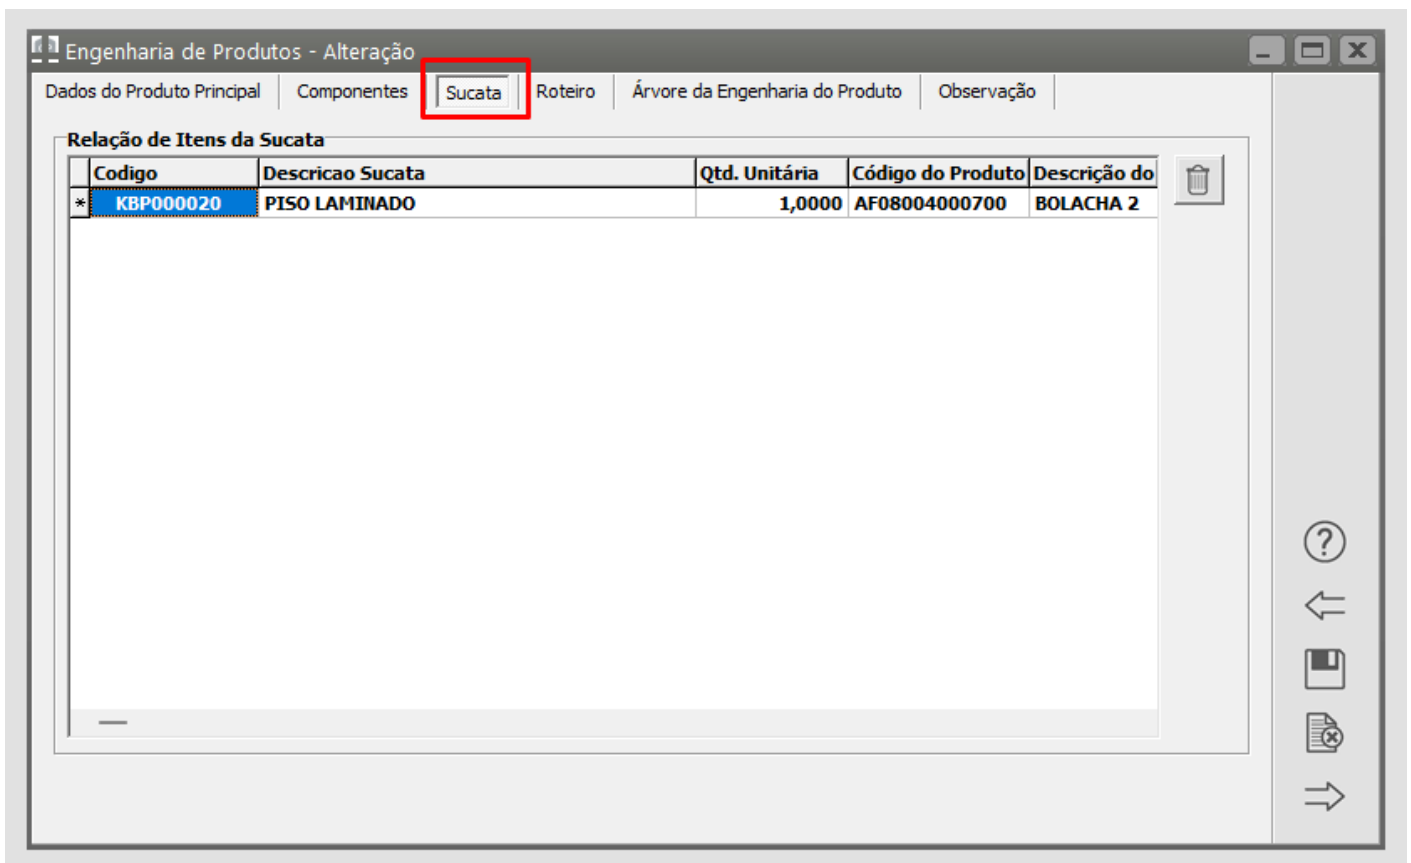 Engenharia de Produtos - Alteração
Dados do Produto Principal Componentes Sucata Roteiro Árvore da Engenharia do Produto Observação
Relação de Itens da Sucata
Codigo Descricao Sucata Qtd. Unitária Código do Produto Descrição do
* KBP000020 PISO LAMINADO 1,0000 AF08004000700 BOLACHA 2